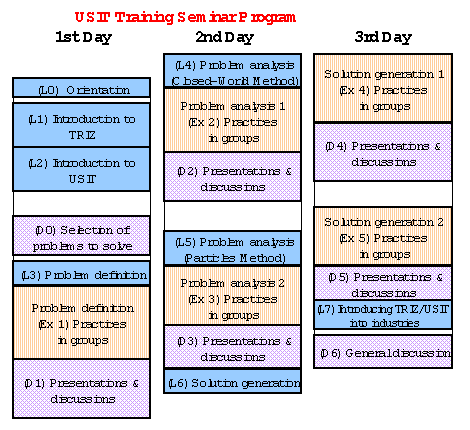 USIT Training Seminar Program
1st Day
2nd Day
3rd Day
(L0) Orientation
(L1) Introduction to
TRIZ
(L2) Introduction to
USIT
(D0) Selection of
problems to solve
(L3) Problem definition
Problem definition
(Ex 1) Practices
in groups
(D1) Presentations &
discussions
(L4) Problem analysis
(Closed-World Method)
Problem analysis 1
(Ex 2) Practices
in groups
(D2) Presentations &
discussions
(L5) Problem analysis
(Particles Method)
Problem analysis 2
(Ex 3) Practices
in groups
(D3) Presentations &
discussions
(L6) Solution generation
Solution generation 1
(Ex 4) Practices
in groups
(D4) Presentations &
discussions
Solution generation 2
(Ex 5) Practices
in groups
(D5) Presentations &
discussions
(L7) Introducing TRIZ/USIT
into industries
(D6) General discussion